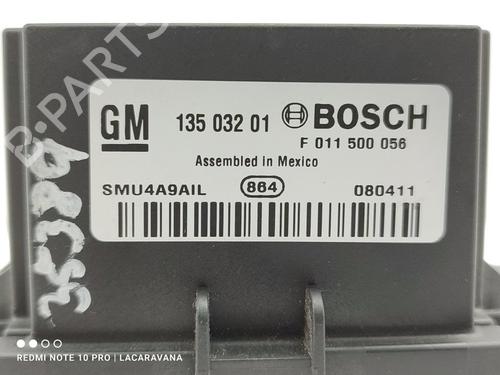 B-PARTS
GM 135 032 01 BOSCH
F 011 500 056
Assembled in Mexico
SMU4A9AIL 864 080411
REDMI NOTE 10 PRO | LACARAVANA